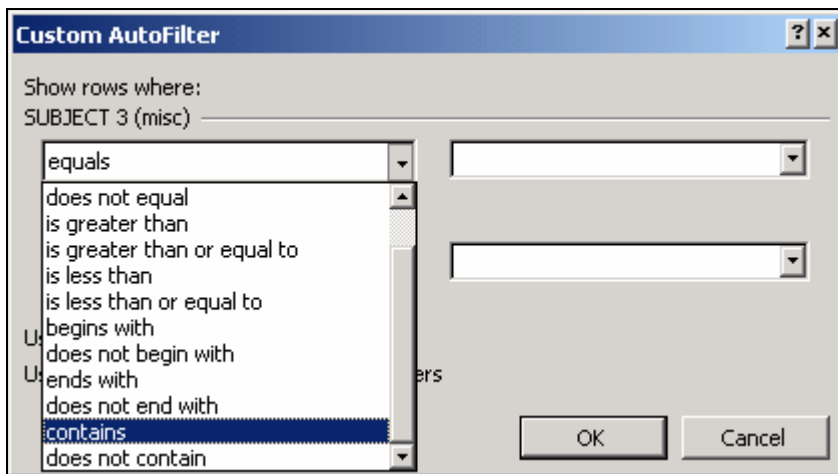 Custom AutoFilter
Show rows where:
SUBJECT 3 (misc)
equals
does not equal
is greater than
is greater than or equal to
is less than
is less than or equal to
begins with
does not begin with
ends with
does not end with
contains
does not contain
OK
Cancel